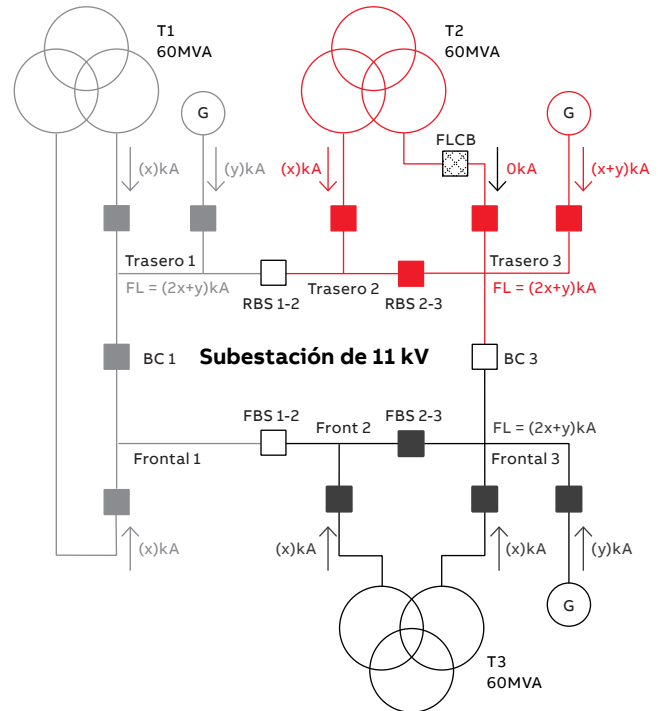 T1
60MVA
T2
60MVA
G
G
FLCB
(x)kA
(y)kA
(x)kA
0kA
(x+y)kA
Trasero 1
FL = (2x+y)kA
RBS 1-2
Trasero 2
RBS 2-3
Trasero 3
FL = (2x+y)kA
BC 1
Subestación de 11 kV
BC 3
FBS 1-2
Front 2
FBS 2-3
FL = (2x+y)kA
Frontal 1
Frontal 3
(x)kA
(x)kA
(x)kA
(y)kA
G
T3
60MVA